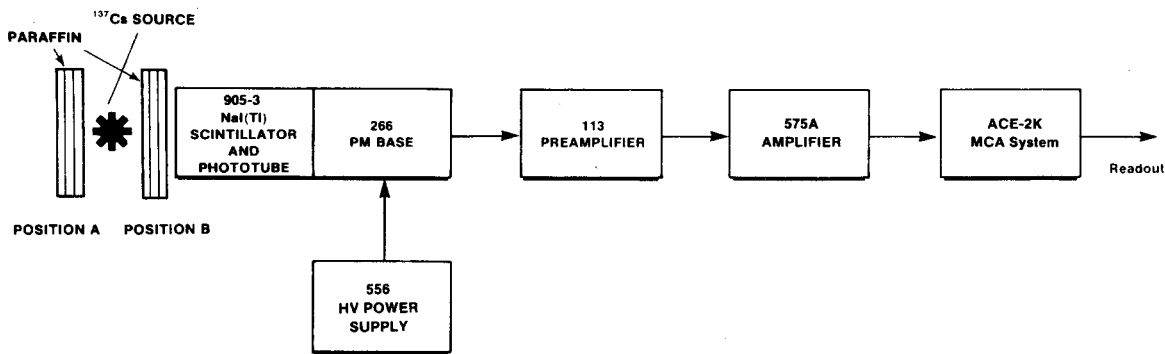 ¹³⁷Cs SOURCE
PARAFFIN
905-3
NaI(Tl)
SCINTILLATOR
AND
PHOTOTUBE
266
PM BASE
113
PREAMPLIFIER
575A
AMPLIFIER
ACE-2K
MCA System
Readout
POSITION A
POSITION B
556
HV POWER
SUPPLY